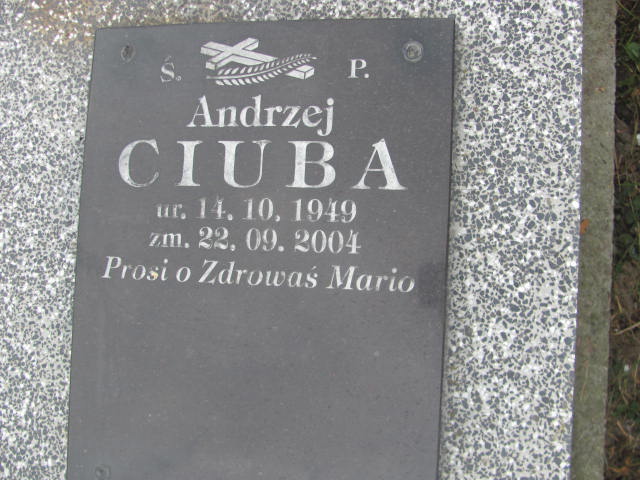 Ś. P.
Andrzej
CIUBA
ur. 14. 10. 1949
zm. 22. 09. 2004
Prosi o Zdrowaś Mario